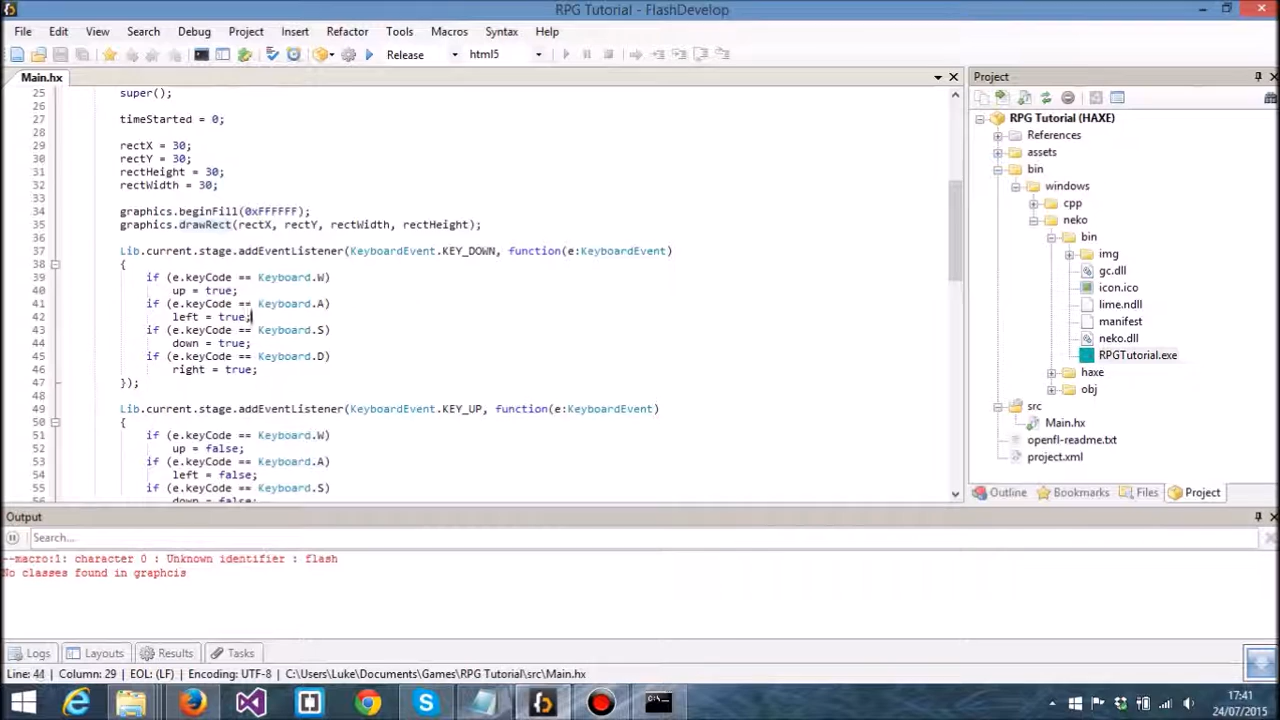 RPG Tutorial - FlashDevelop
File Edit View Search Debug Project Insert Refactor Tools Macros Syntax Help
Release html5
Main.hx
25 super();
26
27 timeStarted = 0;
28
29 rectX = 30;
30 rectY = 30;
31 rectHeight = 30;
32 rectWidth = 30;
33
34 graphics.beginFill(0xFFFFFF);
35 graphics.drawRect(rectX, rectY, rectWidth, rectHeight);
36
37 Lib.current.stage.addEventListener(KeyboardEvent.KEY_DOWN, function(e:KeyboardEvent)
38 {
39 if (e.keyCode == Keyboard.W)
40 up = true;
41 if (e.keyCode == Keyboard.A)
42 left = true;
43 if (e.keyCode == Keyboard.S)
44 down = true;
45 if (e.keyCode == Keyboard.D)
46 right = true;
47 });
48
49 Lib.current.stage.addEventListener(KeyboardEvent.KEY_UP, function(e:KeyboardEvent)
50 {
51 if (e.keyCode == Keyboard.W)
52 up = false;
53 if (e.keyCode == Keyboard.A)
54 left = false;
55 if (e.keyCode == Keyboard.S)
56 down = false;
Project
RPG Tutorial (HAXE)
References
assets
bin
windows
cpp
neko
bin
img
gc.dll
icon.ico
lime.ndll
manifest
neko.dll
RPGTutorial.exe
haxe
obj
src
Main.hx
openfl-readme.txt
project.xml
Outline Bookmarks Files Project
Output
Search...
--macro:1: character 0 : Unknown identifier : flash
No classes found in graphcis
Logs Layouts Results Tasks
Line: 44 Column: 29 EOL: (LF) Encoding: UTF-8 C:\Users\Luke\Documents\Games\RPG Tutorial\src\Main.hx
17:41
24/07/2015